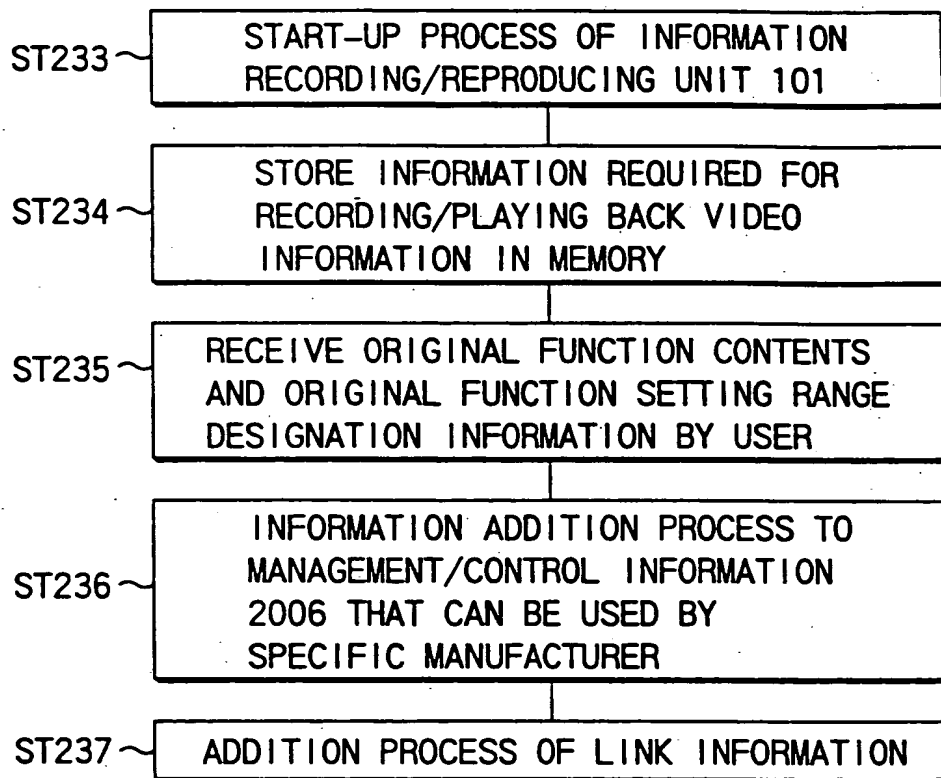 ST233
START-UP PROCESS OF INFORMATION
RECORDING/REPRODUCING UNIT 101
ST234
STORE INFORMATION REQUIRED FOR
RECORDING/PLAYING BACK VIDEO
INFORMATION IN MEMORY
ST235
RECEIVE ORIGINAL FUNCTION CONTENTS
AND ORIGINAL FUNCTION SETTING RANGE
DESIGNATION INFORMATION BY USER
ST236
INFORMATION ADDITION PROCESS TO
MANAGEMENT/CONTROL INFORMATION
2006 THAT CAN BE USED BY
SPECIFIC MANUFACTURER
ST237
ADDITION PROCESS OF LINK INFORMATION